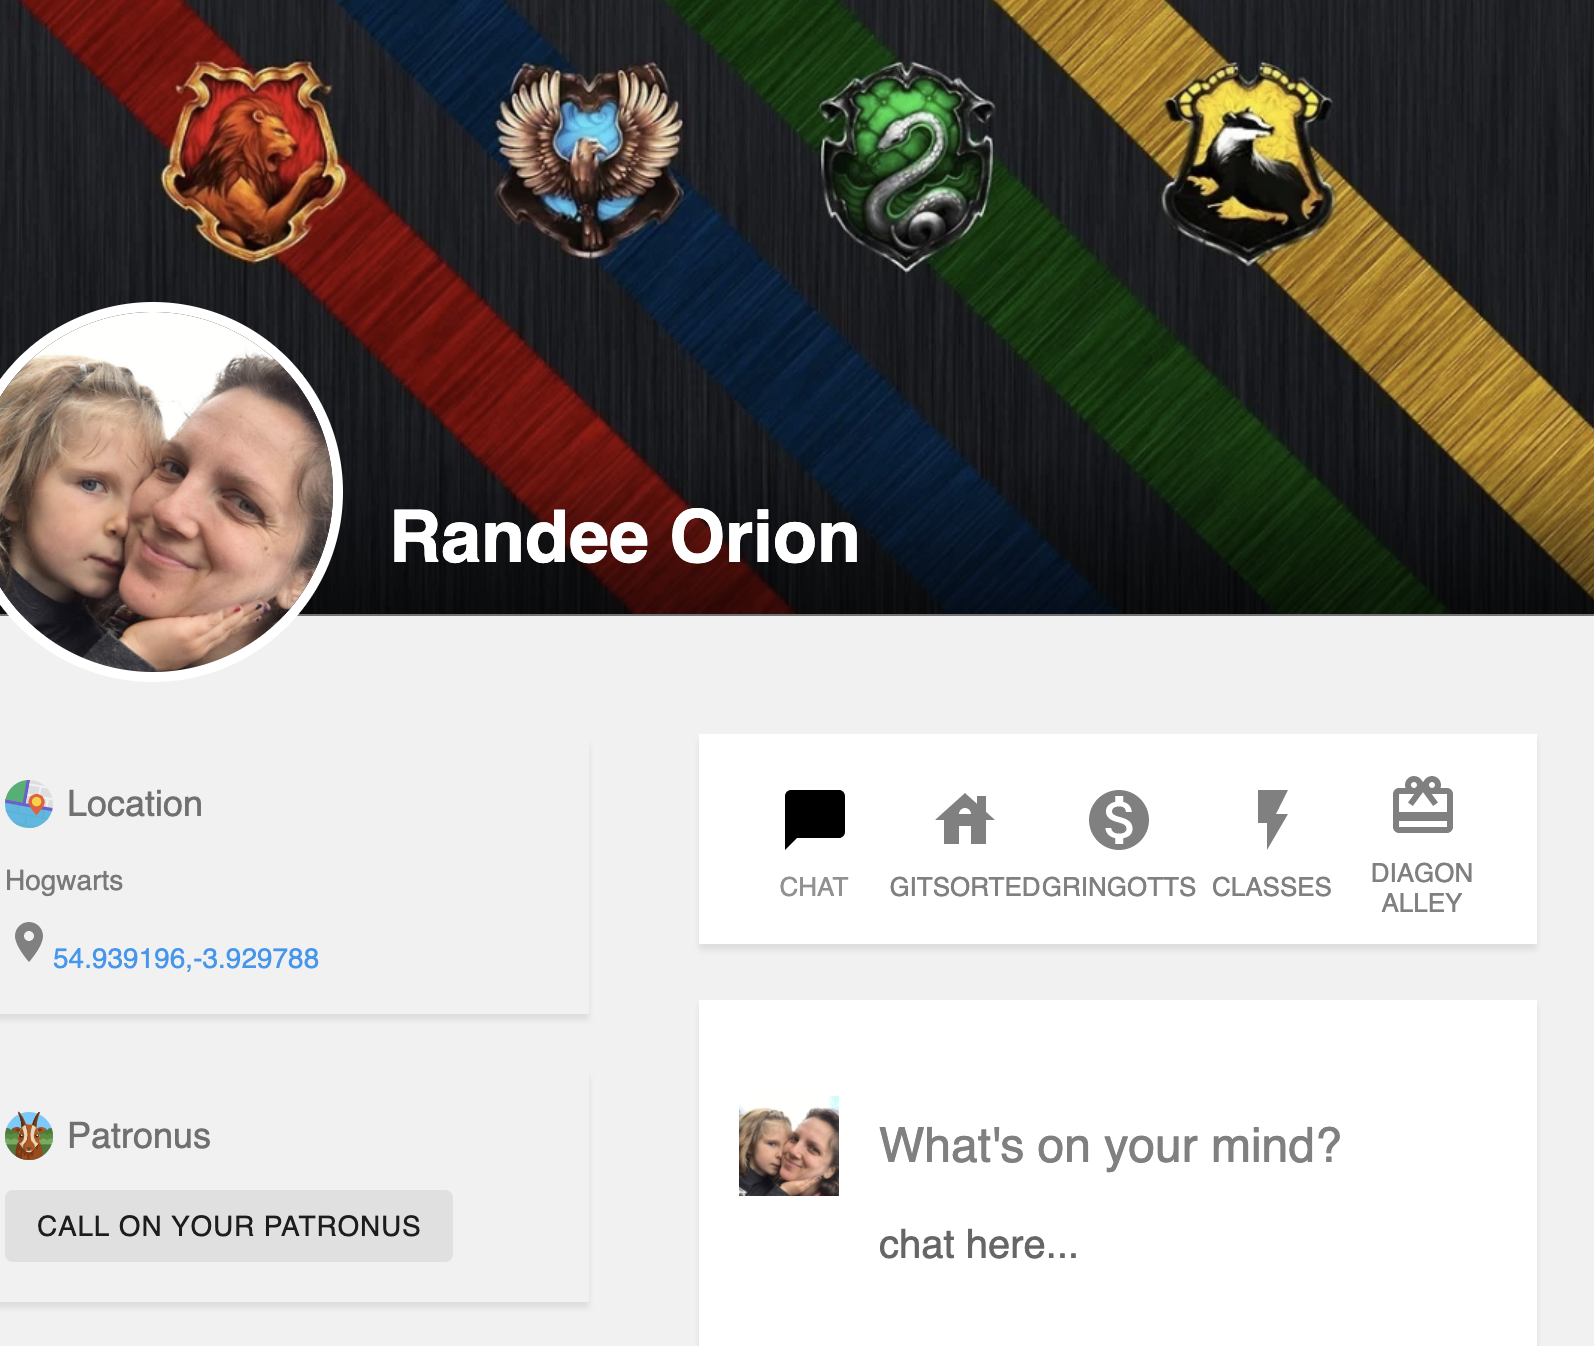 Randee Orion
Location
Hogwarts
54.939196,-3.929788
Patronus
CALL ON YOUR PATRONUS
CHAT
GITSORTED
GRINGOTTS
CLASSES
DIAGON
ALLEY
What's on your mind?
chat here...